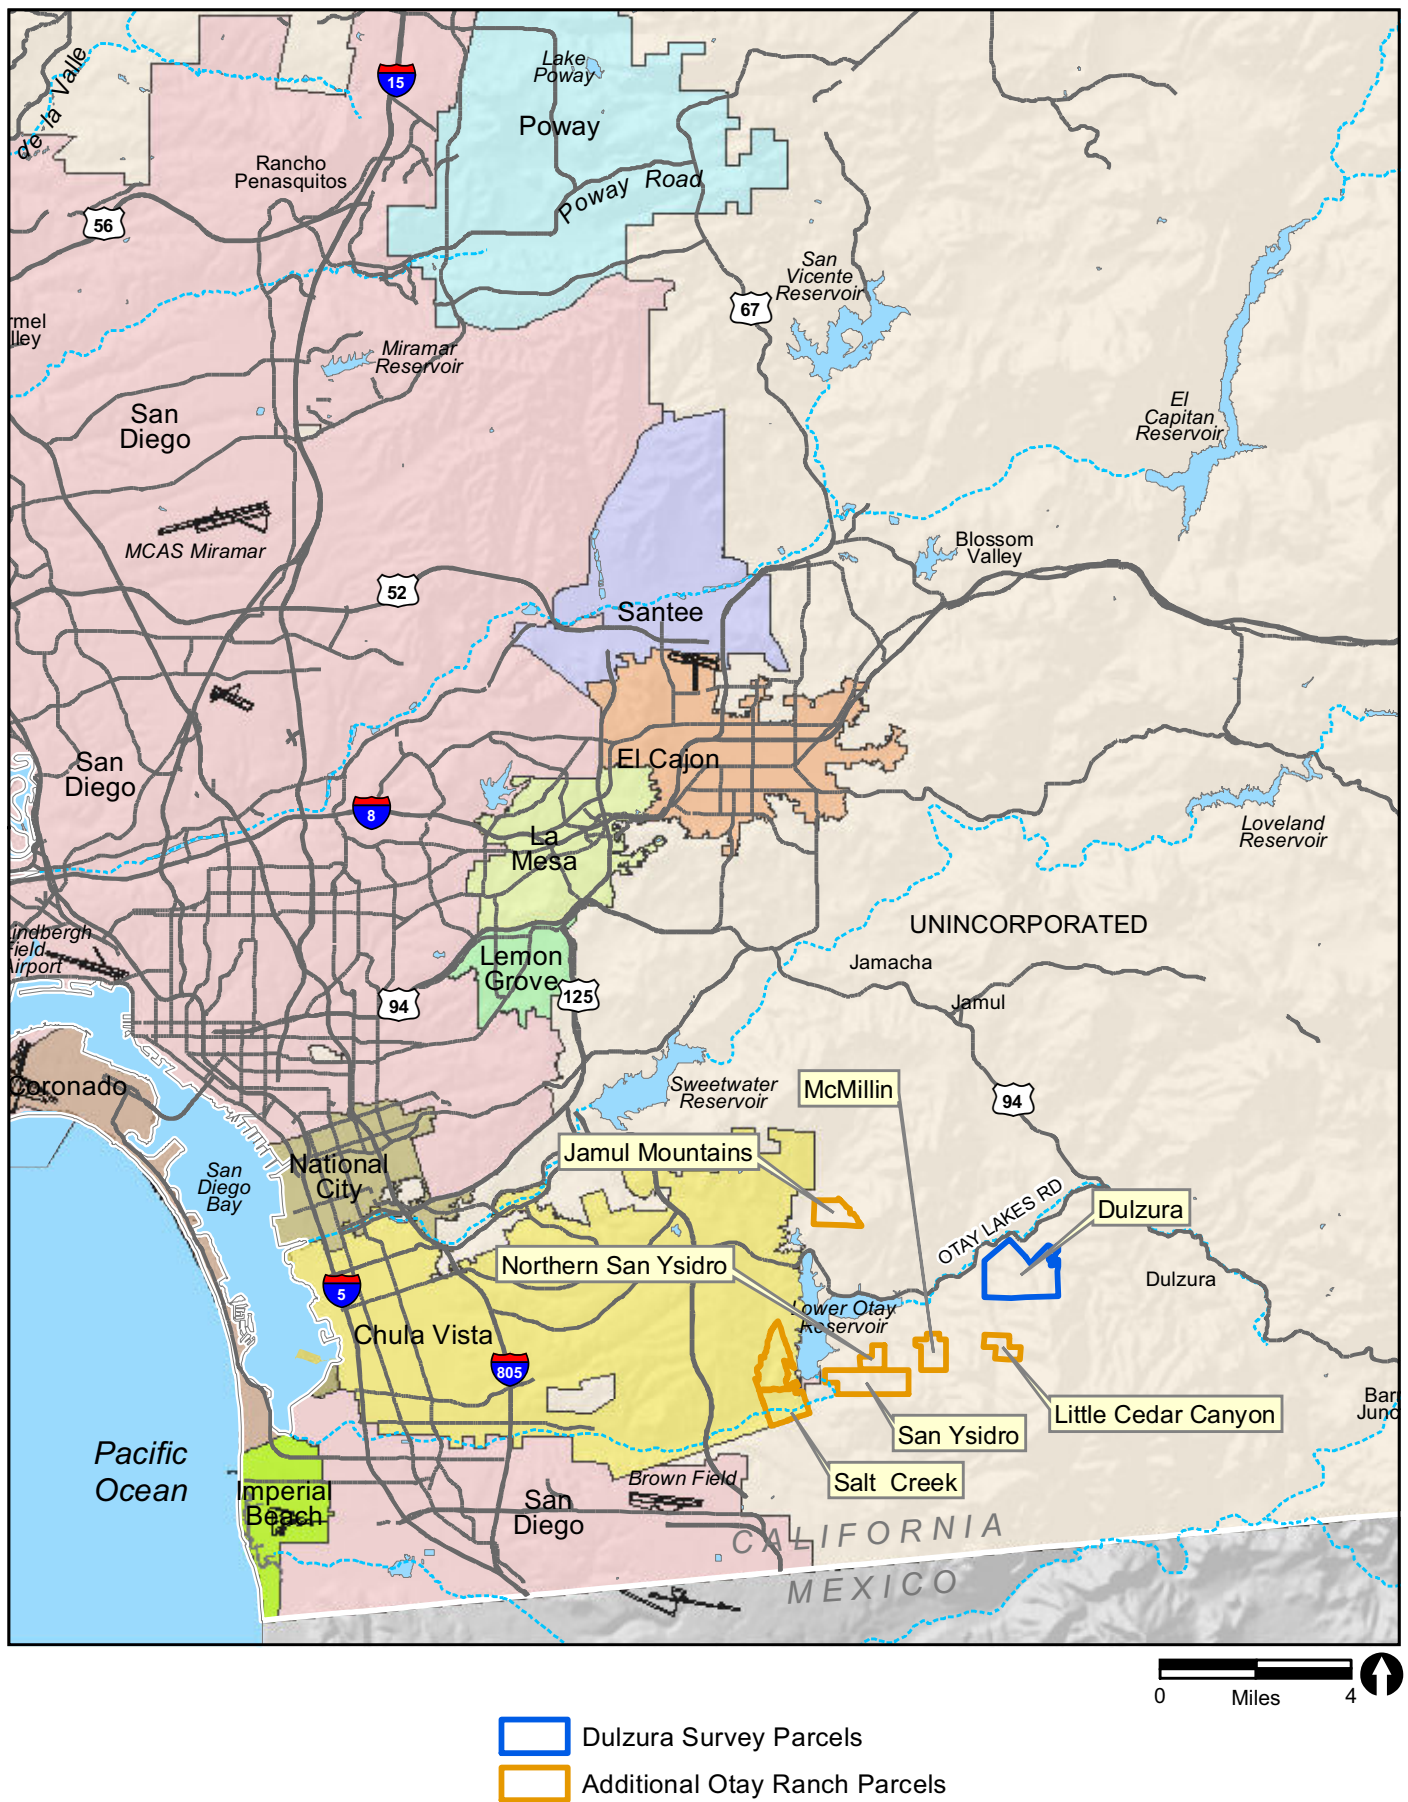 de la Valle
15
Lake
Poway
Poway
Rancho
Penasquitos
Poway Road
56
San
Vicente
Reservoir
67
rmel
lley
Miramar
Reservoir
El
Capitan
Reservoir
San
Diego
MCAS Miramar
Blossom
Valley
52
Santee
San
Diego
El Cajon
8
La
Mesa
Loveland
Reservoir
UNINCORPORATED
indbergh
ield
Airport
Lemon
Grove
Jamacha
94
125
Jamul
Coronado
Sweetwater
Reservoir
McMillin
94
Jamul Mountains
National
City
San
Diego
Bay
OTAY LAKES RD
Dulzura
Northern San Ysidro
Dulzura
5
Lower Otay
Reservoir
Chula Vista
805
Barr
Junc
Little Cedar Canyon
San Ysidro
Pacific
Ocean
Salt Creek
Brown Field
Imperial
Beach
San
Diego
CALIFORNIA
MEXICO
0 Miles 4
Dulzura Survey Parcels
Additional Otay Ranch Parcels